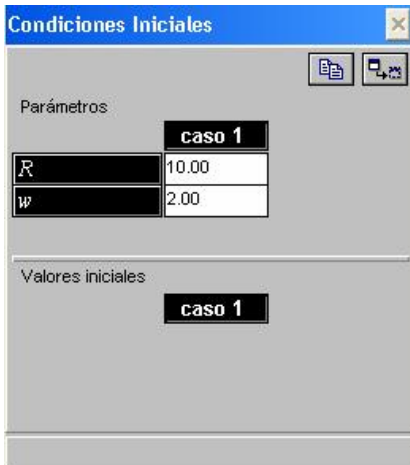 Condiciones Iniciales
Parámetros
caso 1
R 10.00
w 2.00
Valores iniciales
caso 1